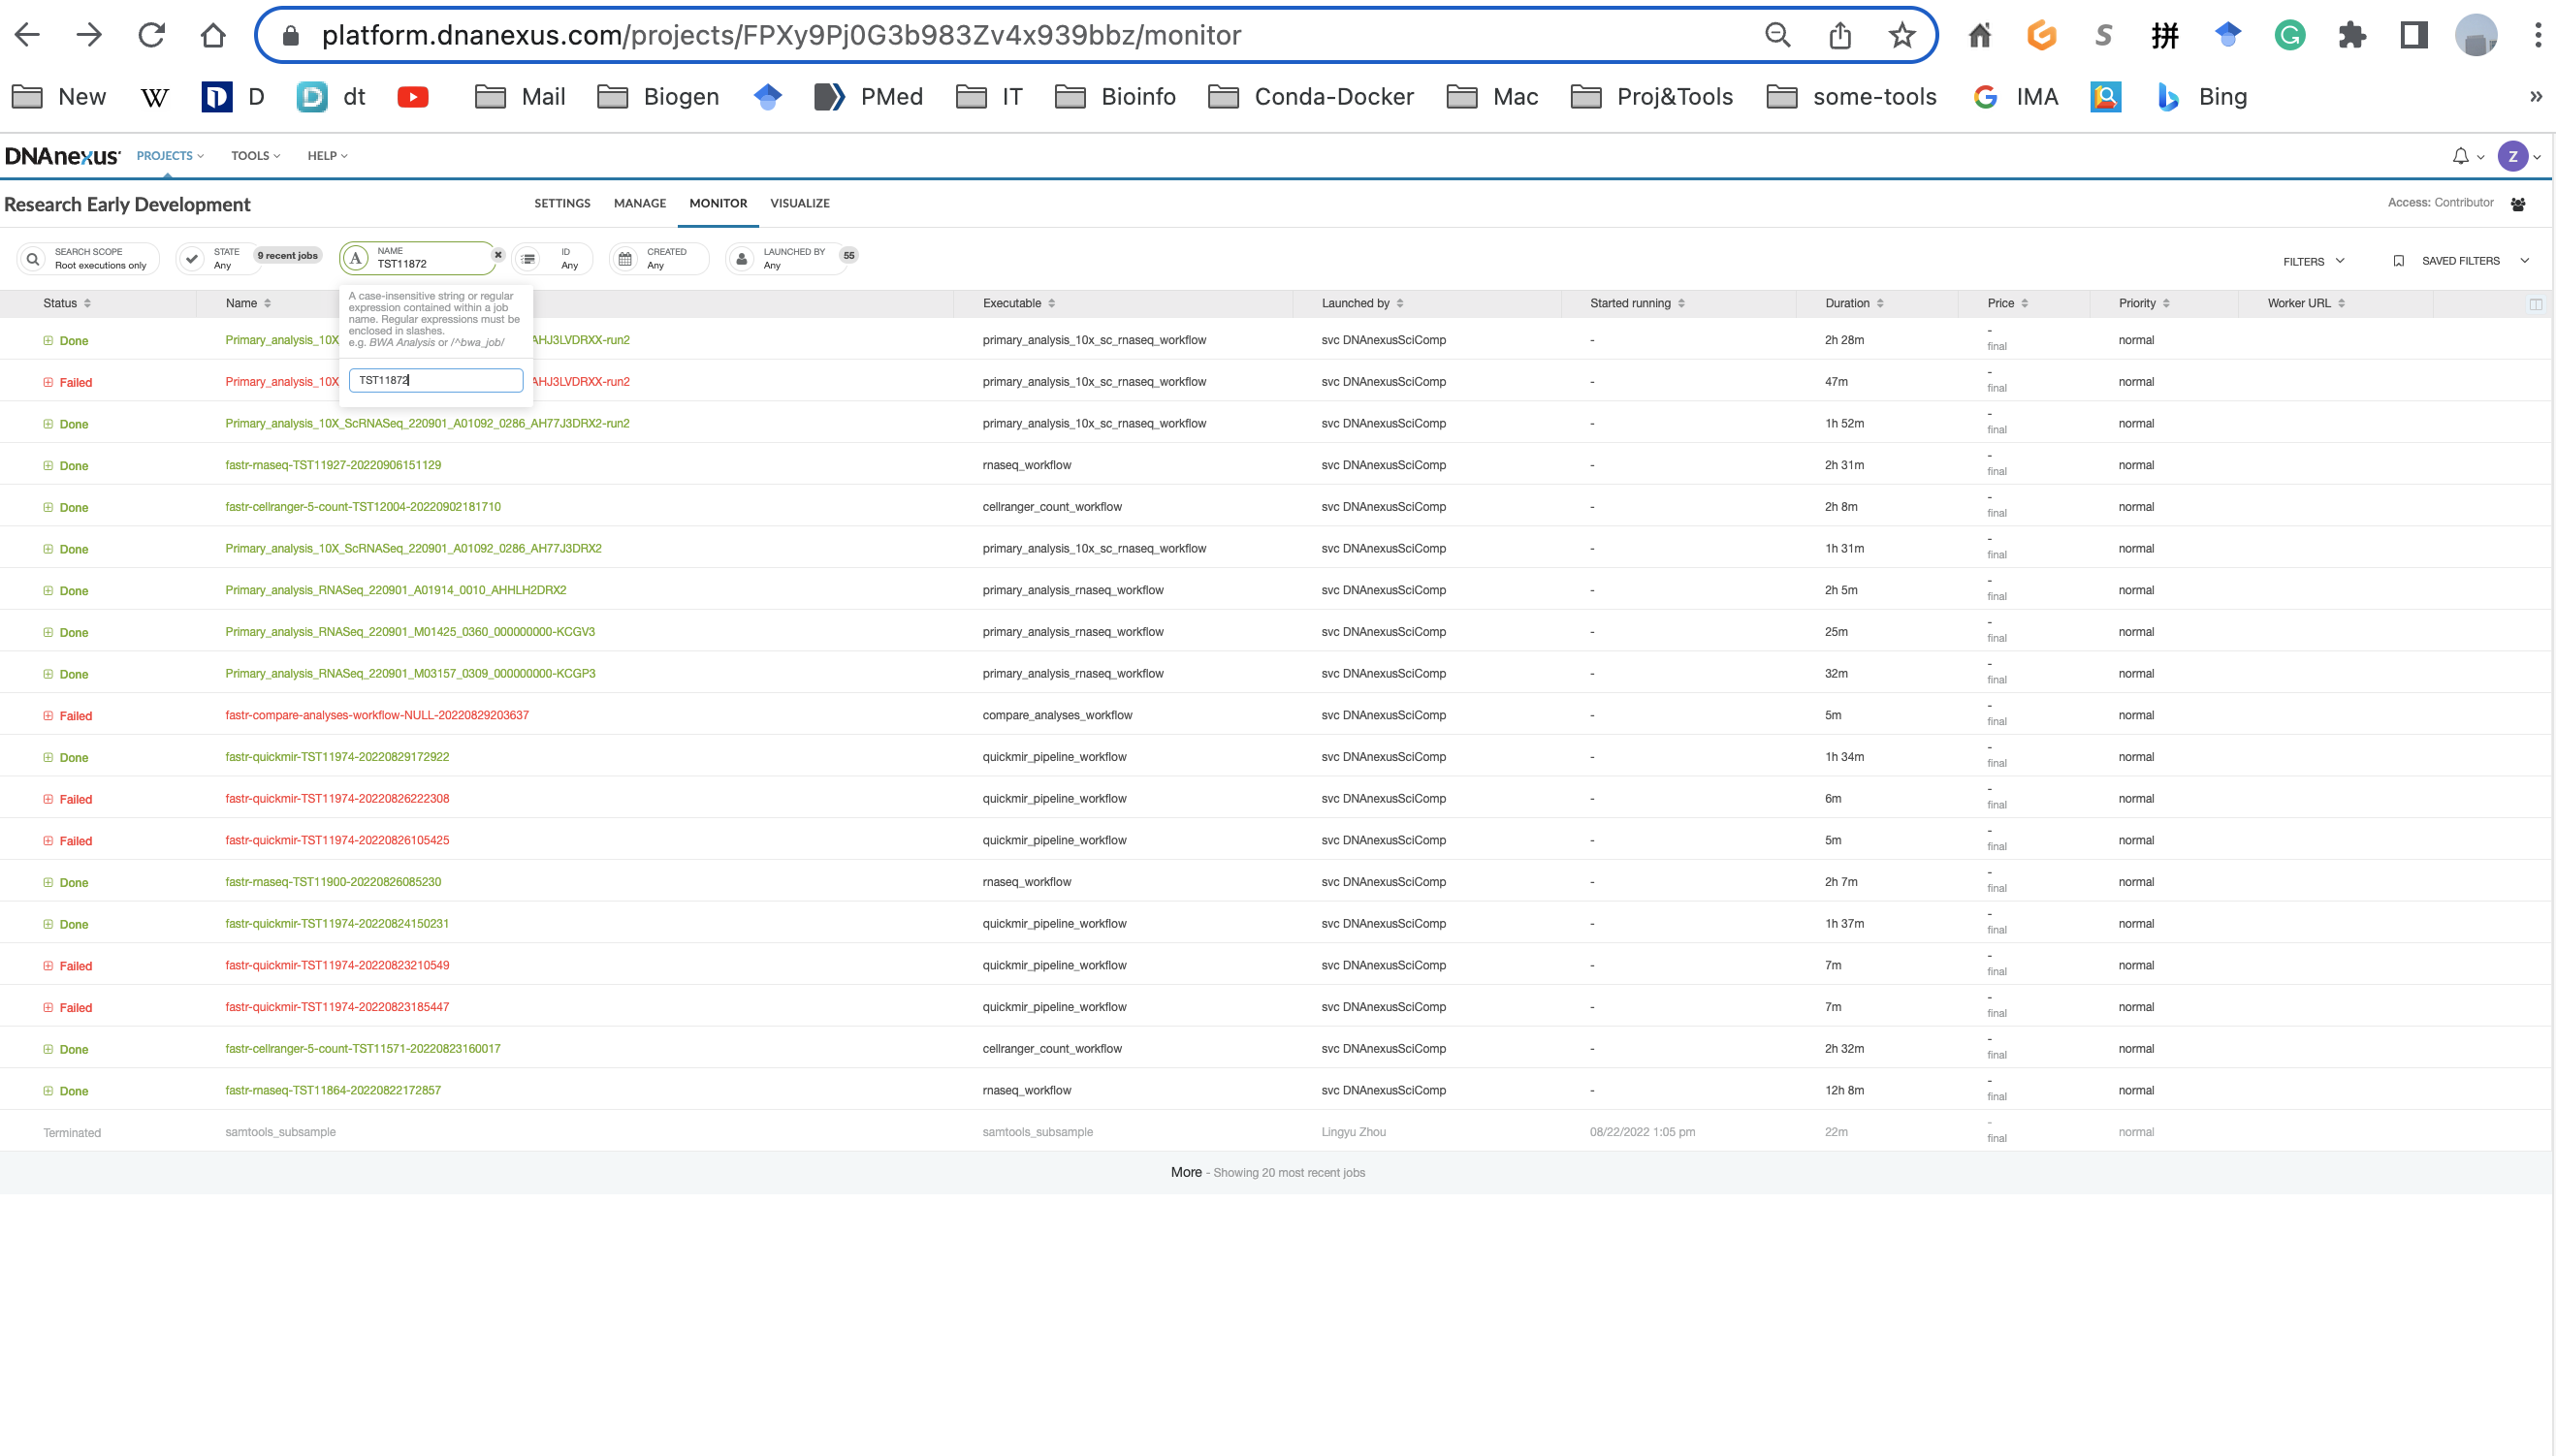 platform.dnanexus.com/projects/FPXy9Pj0G3b983Zv4x939bbz/monitor
New W D dt Mail Biogen PMed IT Bioinfo Conda-Docker Mac Proj&Tools some-tools IMA Bing »
DNAnexus PROJECTS TOOLS HELP Z
Research Early Development SETTINGS MANAGE MONITOR VISUALIZE Access: Contributor
SEARCH SCOPE STATE NAME ID CREATED LAUNCHED BY
Root executions only Any 9 recent jobs A TST11872 Any Any Any 55 FILTERS SAVED FILTERS
Status Name Executable Launched by Started running Duration Price Priority Worker URL
A case-insensitive string or regular
expression contained within a job
name. Regular expressions must be
enclosed in slashes.
e.g. BWA Analysis or /^bwa_job/
TST11872
Done Primary_analysis_10X AHJ3LVDRXX-run2 primary_analysis_10x_sc_rnaseq_workflow svc DNAnexusSciComp - 2h 28m - final normal
Failed Primary_analysis_10X AHJ3LVDRXX-run2 primary_analysis_10x_sc_rnaseq_workflow svc DNAnexusSciComp - 47m - final normal
Done Primary_analysis_10X_ScRNASeq_220901_A01092_0286_AH77J3DRX2-run2 primary_analysis_10x_sc_rnaseq_workflow svc DNAnexusSciComp - 1h 52m - final normal
Done fastr-rnaseq-TST11927-20220906151129 rnaseq_workflow svc DNAnexusSciComp - 2h 31m - final normal
Done fastr-cellranger-5-count-TST12004-20220902181710 cellranger_count_workflow svc DNAnexusSciComp - 2h 8m - final normal
Done Primary_analysis_10X_ScRNASeq_220901_A01092_0286_AH77J3DRX2 primary_analysis_10x_sc_rnaseq_workflow svc DNAnexusSciComp - 1h 31m - final normal
Done Primary_analysis_RNASeq_220901_A01914_0010_AHHLH2DRX2 primary_analysis_rnaseq_workflow svc DNAnexusSciComp - 2h 5m - final normal
Done Primary_analysis_RNASeq_220901_M01425_0360_000000000-KCGV3 primary_analysis_rnaseq_workflow svc DNAnexusSciComp - 25m - final normal
Done Primary_analysis_RNASeq_220901_M03157_0309_000000000-KCGP3 primary_analysis_rnaseq_workflow svc DNAnexusSciComp - 32m - final normal
Failed fastr-compare-analyses-workflow-NULL-20220829203637 compare_analyses_workflow svc DNAnexusSciComp - 5m - final normal
Done fastr-quickmir-TST11974-20220829172922 quickmir_pipeline_workflow svc DNAnexusSciComp - 1h 34m - final normal
Failed fastr-quickmir-TST11974-20220826222308 quickmir_pipeline_workflow svc DNAnexusSciComp - 6m - final normal
Failed fastr-quickmir-TST11974-20220826105425 quickmir_pipeline_workflow svc DNAnexusSciComp - 5m - final normal
Done fastr-rnaseq-TST11900-20220826085230 rnaseq_workflow svc DNAnexusSciComp - 2h 7m - final normal
Done fastr-quickmir-TST11974-20220824150231 quickmir_pipeline_workflow svc DNAnexusSciComp - 1h 37m - final normal
Failed fastr-quickmir-TST11974-20220823210549 quickmir_pipeline_workflow svc DNAnexusSciComp - 7m - final normal
Failed fastr-quickmir-TST11974-20220823185447 quickmir_pipeline_workflow svc DNAnexusSciComp - 7m - final normal
Done fastr-cellranger-5-count-TST11571-20220823160017 cellranger_count_workflow svc DNAnexusSciComp - 2h 32m - final normal
Done fastr-rnaseq-TST11864-20220822172857 rnaseq_workflow svc DNAnexusSciComp - 12h 8m - final normal
Terminated samtools_subsample samtools_subsample Lingyu Zhou 08/22/2022 1:05 pm 22m - final normal
More - Showing 20 most recent jobs